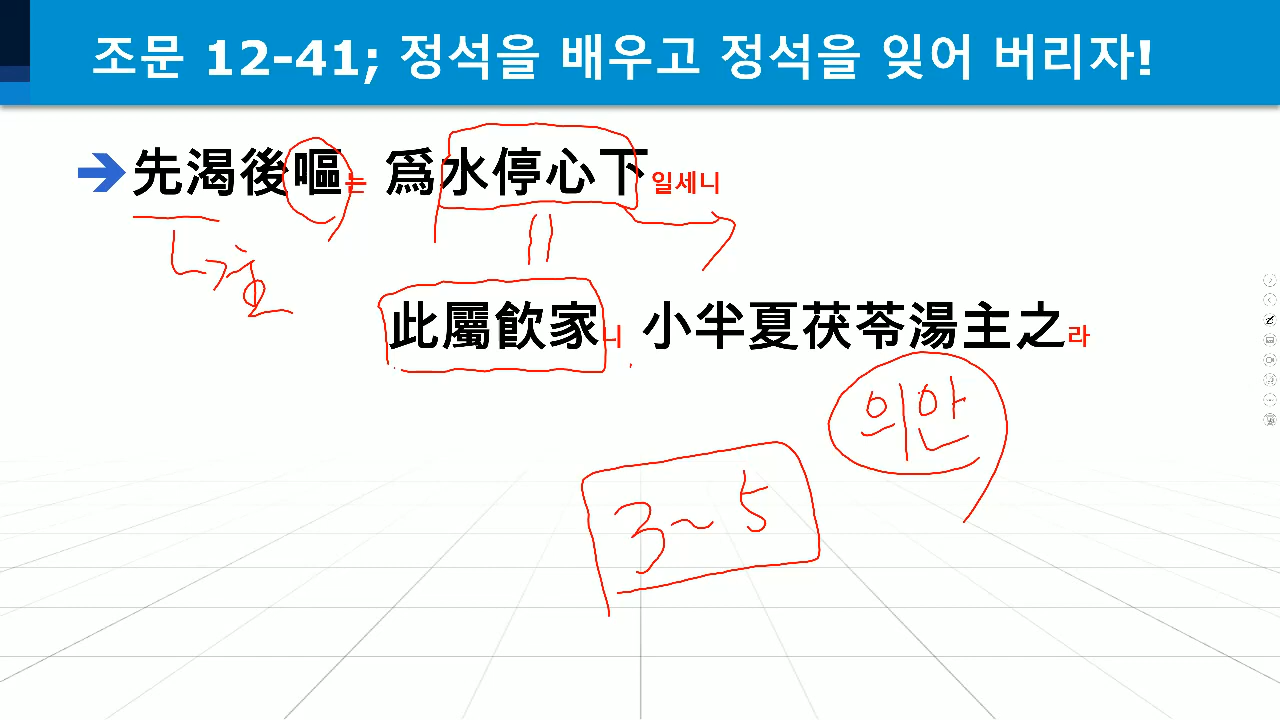 조문 12-41; 정석을 배우고 정석을 잊어 버리자!
先渴後嘔는 爲水停心下일세니
此屬飮家니 小半夏茯苓湯主之라
의안
3~5